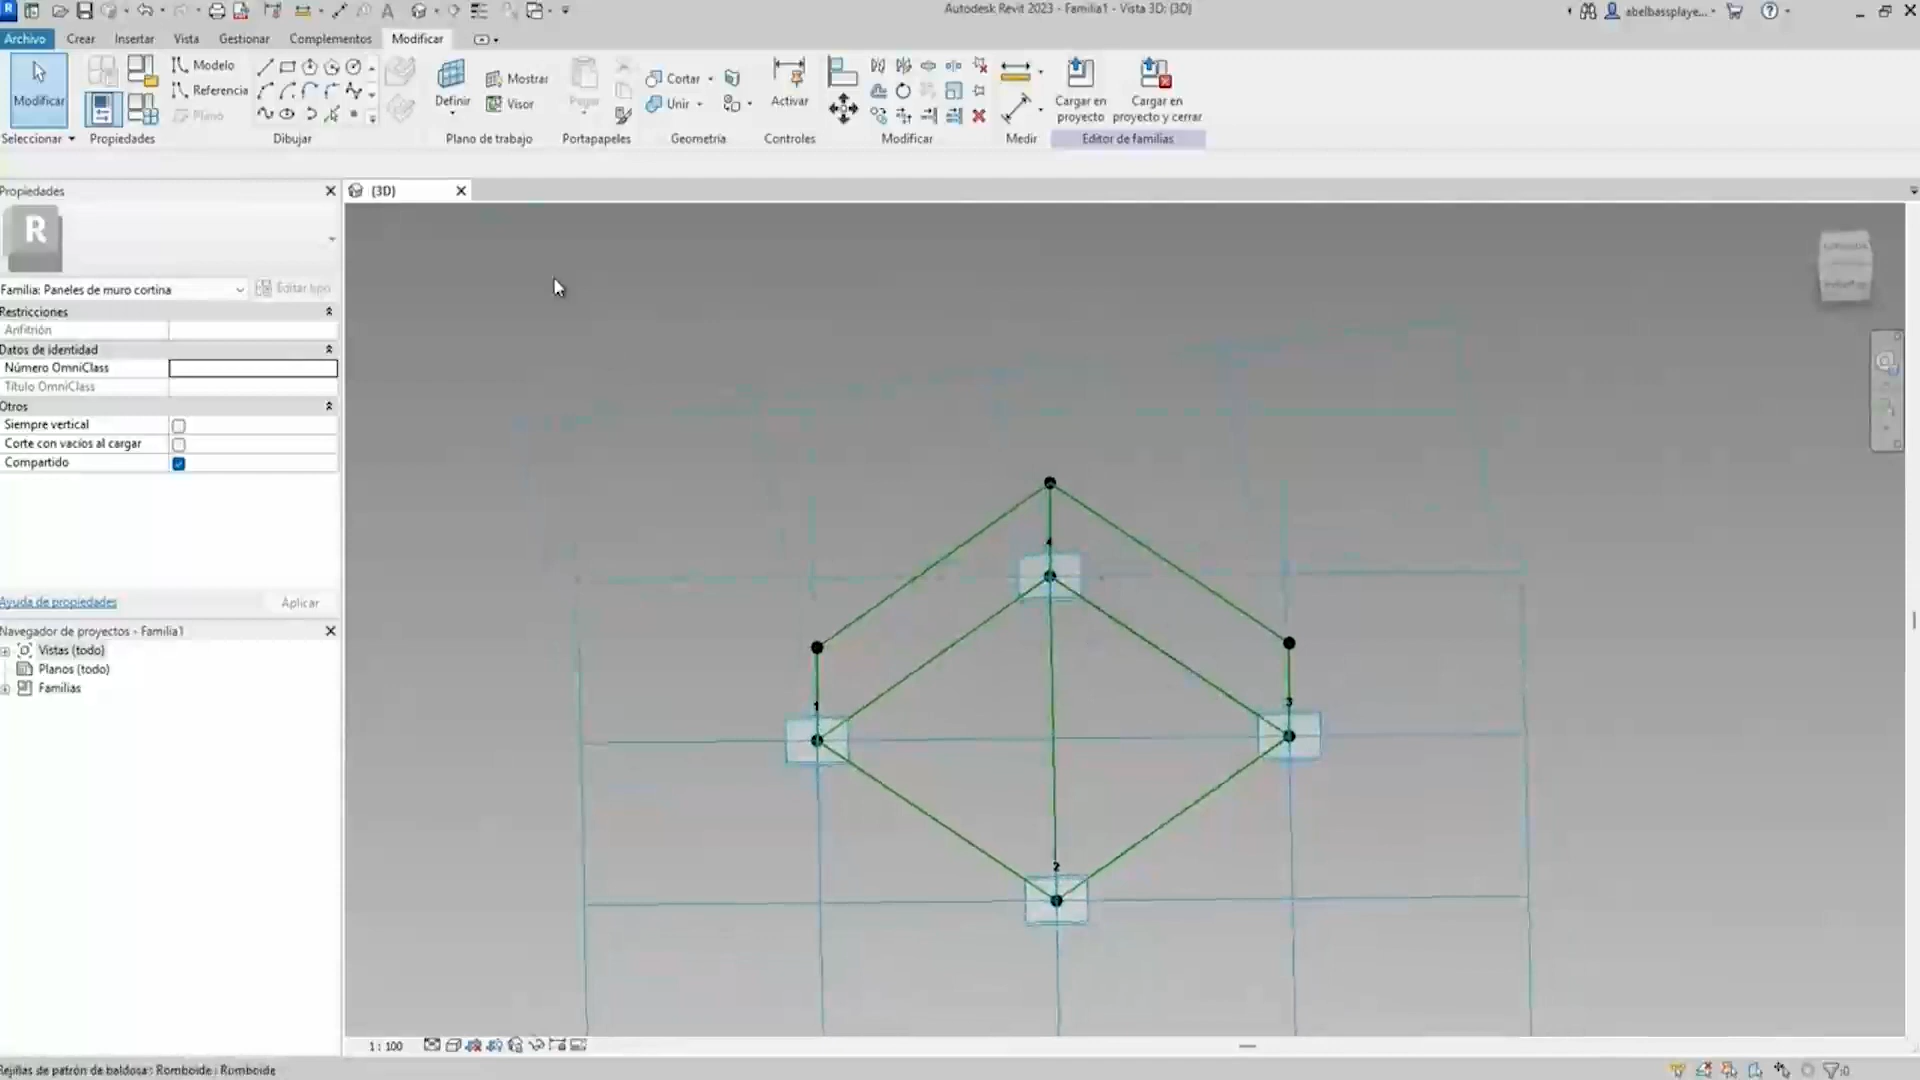 Autodesk Revit 2023 - Familia1 - Vista 3D: {3D}
abelbassplaye...
Archivo Crear Insertar Vista Gestionar Complementos Modificar
Modificar
Modelo
Referencia
Plano
Definir
Mostrar
Visor
Pegar
Cortar
Unir
Activar
Cargar en proyecto
Cargar en proyecto y cerrar
Seleccionar Propiedades Dibujar Plano de trabajo Portapapeles Geometría Controles Modificar Medir Editor de familias
Propiedades
{3D}
R
Familia: Paneles de muro cortina
Editar tipo
Restricciones
Anfitrión
Datos de identidad
Número OmniClass
Título OmniClass
Otros
Siempre vertical
Corte con vacíos al cargar
Compartido
Ayuda de propiedades
Aplicar
Navegador de proyectos - Familia1
Vistas (todo)
Planos (todo)
Familias
4
1
3
2
1 : 100
Rejillas de patrón de baldosa : Romboide : Romboide
:0